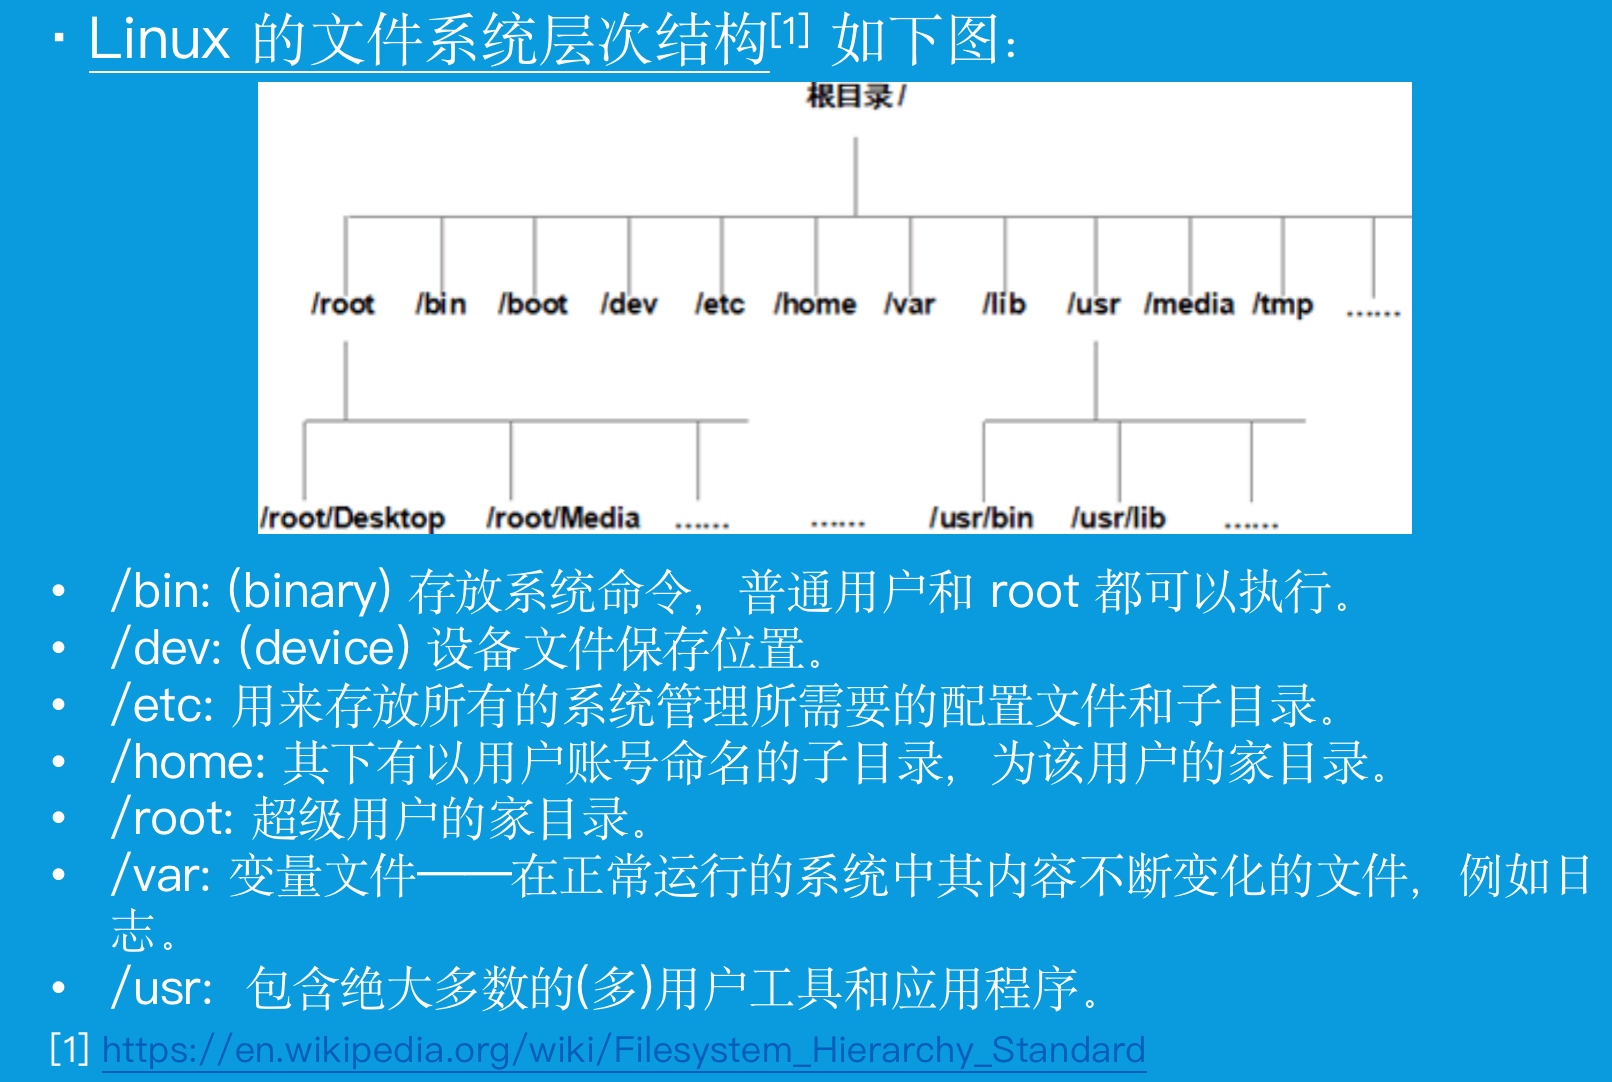 ▪ Linux 的文件系统层次结构[1] 如下图：
根目录 /
/root /bin /boot /dev /etc /home /var /lib /usr /media /tmp ……
/root/Desktop /root/Media …… …… /usr/bin /usr/lib ……
• /bin: (binary) 存放系统命令，普通用户和 root 都可以执行。
• /dev: (device) 设备文件保存位置。
• /etc: 用来存放所有的系统管理所需要的配置文件和子目录。
• /home: 其下有以用户账号命名的子目录，为该用户的家目录。
• /root: 超级用户的家目录。
• /var: 变量文件——在正常运行的系统中其内容不断变化的文件，例如日
志。
• /usr: 包含绝大多数的(多)用户工具和应用程序。
[1] https://en.wikipedia.org/wiki/Filesystem_Hierarchy_Standard